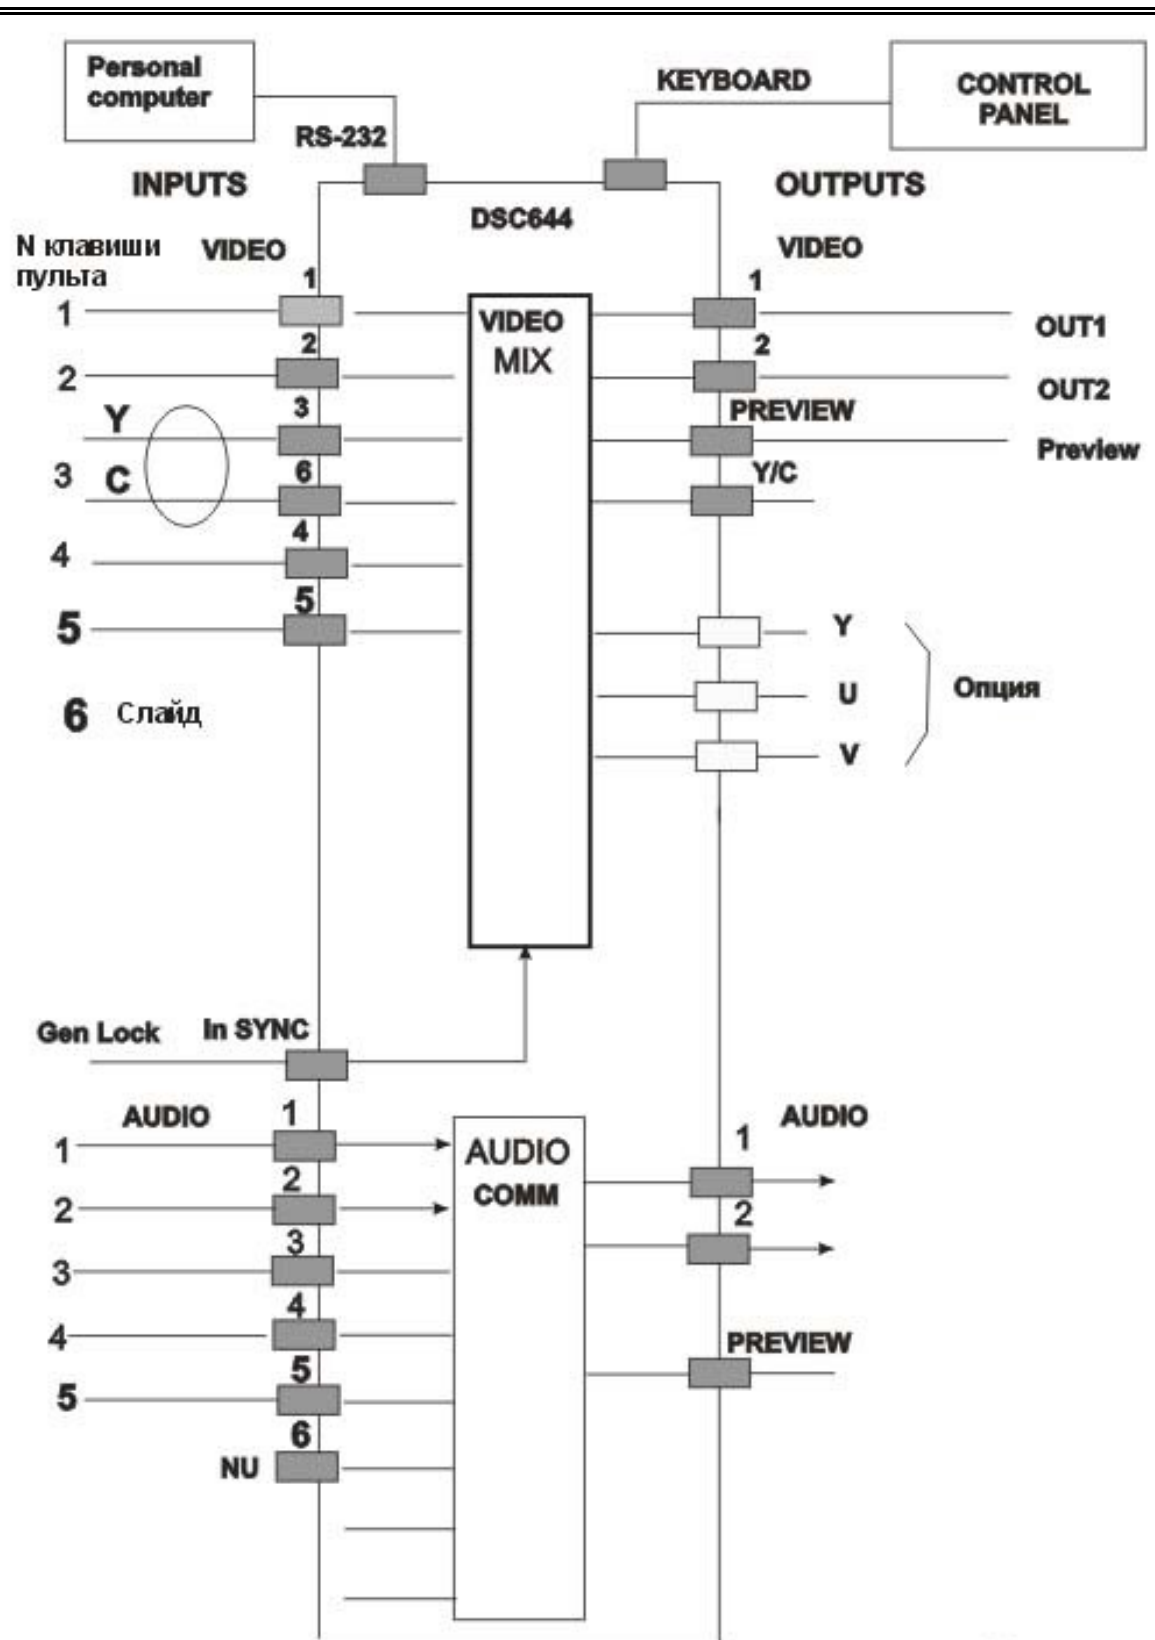 Personal
computer
KEYBOARD
CONTROL
PANEL
RS-232
INPUTS
OUTPUTS
DSC644
N клавиши
пульта
VIDEO
VIDEO
1
1
1
VIDEO
MIX
OUT1
2
2
2
OUT2
Y
3
PREVIEW
Preview
3
C
6
Y/C
4
4
5
5
Y
U
Опция
6 Слайд
V
Gen Lock
In SYNC
AUDIO
1
AUDIO
1
1
AUDIO
COMM
2
2
2
3
3
4
4
PREVIEW
5
5
6
NU